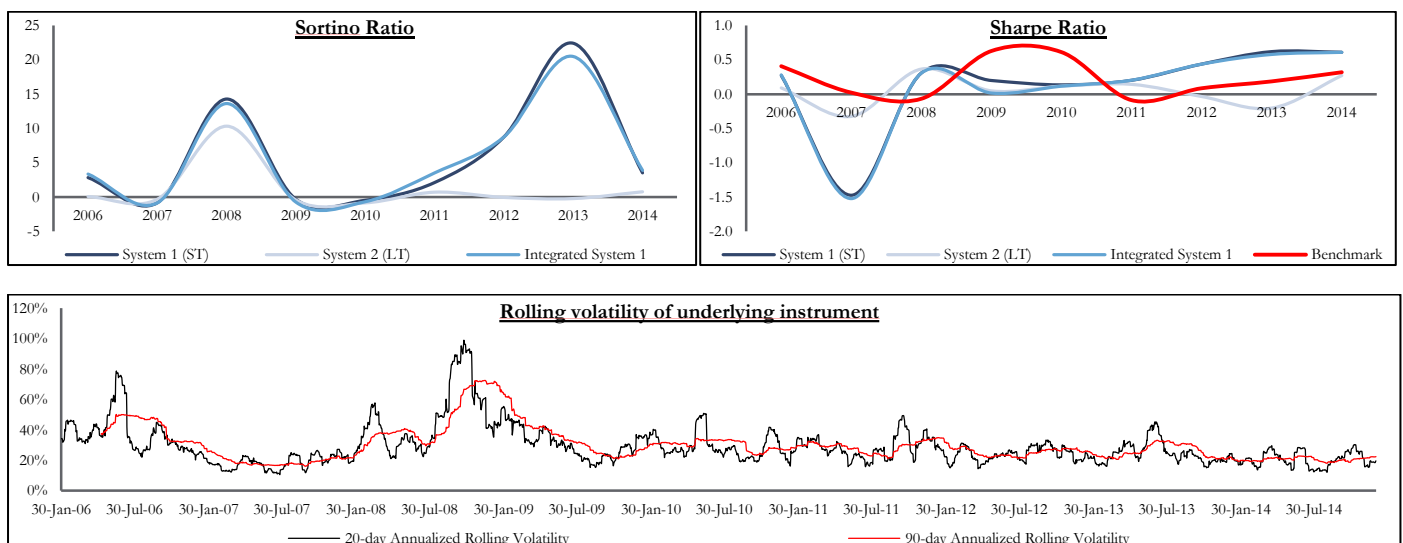 Sortino Ratio
25
20
15
10
5
0
-5
2006 2007 2008 2009 2010 2011 2012 2013 2014
System 1 (ST) System 2 (LT) Integrated System 1
Sharpe Ratio
1.0
0.5
0.0
-0.5
-1.0
-1.5
-2.0
2006 2007 2008 2009 2010 2011 2012 2013 2014
System 1 (ST) System 2 (LT) Integrated System 1 Benchmark
Rolling volatility of underlying instrument
120%
100%
80%
60%
40%
20%
0%
30-Jan-06 30-Jul-06 30-Jan-07 30-Jul-07 30-Jan-08 30-Jul-08 30-Jan-09 30-Jul-09 30-Jan-10 30-Jul-10 30-Jan-11 30-Jul-11 30-Jan-12 30-Jul-12 30-Jan-13 30-Jul-13 30-Jan-14 30-Jul-14
20-day Annualized Rolling Volatility 90-day Annualized Rolling Volatility